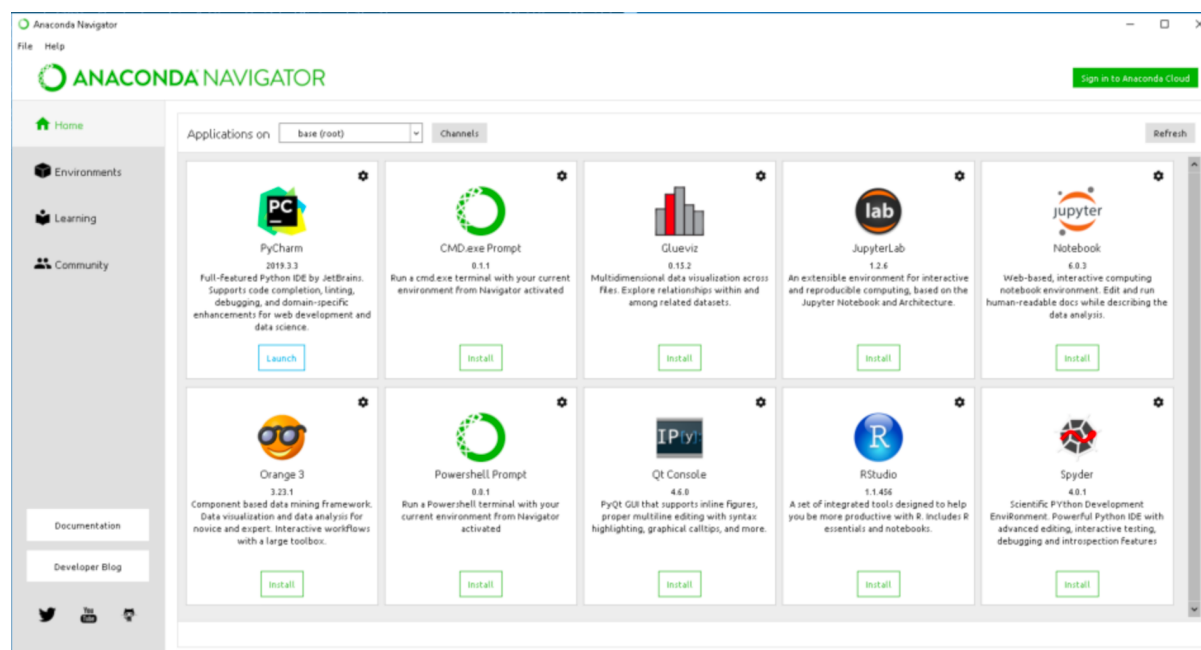 Anaconda Navigator
File Help
ANACONDA NAVIGATOR
Sign in to Anaconda Cloud
Home
Environments
Learning
Community
Documentation
Developer Blog
You
Tube
Applications on base (root) Channels Refresh
PC
PyCharm
2019.3.3
Full-featured Python IDE by JetBrains.
Supports code completion, linting,
debugging, and domain-specific
enhancements for web development and
data science.
Launch
CMD.exe Prompt
0.1.1
Run a cmd.exe terminal with your current
environment from Navigator activated
Install
Glueviz
0.15.2
Multidimensional data visualization across
files. Explore relationships within and
among related datasets.
Install
lab
JupyterLab
1.2.6
An extensible environment for interactive
and reproducible computing, based on the
Jupyter Notebook and Architecture.
Install
jupyter
Notebook
6.0.3
Web-based, interactive computing
notebook environment. Edit and run
human-readable docs while describing the
data analysis.
Install
Orange 3
3.23.1
Component based data mining framework.
Data visualization and data analysis for
novice and expert. Interactive workflows
with a large toolbox.
Install
Powershell Prompt
0.0.1
Run a Powershell terminal with your
current environment from Navigator
activated
Install
IP[y]:
Qt Console
4.6.0
PyQt GUI that supports inline figures,
proper multiline editing with syntax
highlighting, graphical calltips, and more.
Install
R
RStudio
1.1.456
A set of integrated tools designed to help
you be more productive with R. Includes R
essentials and notebooks.
Install
Spyder
4.0.1
Scientific PYthon Development
EnviRonment. Powerful Python IDE with
advanced editing, interactive testing,
debugging and introspection features
Install